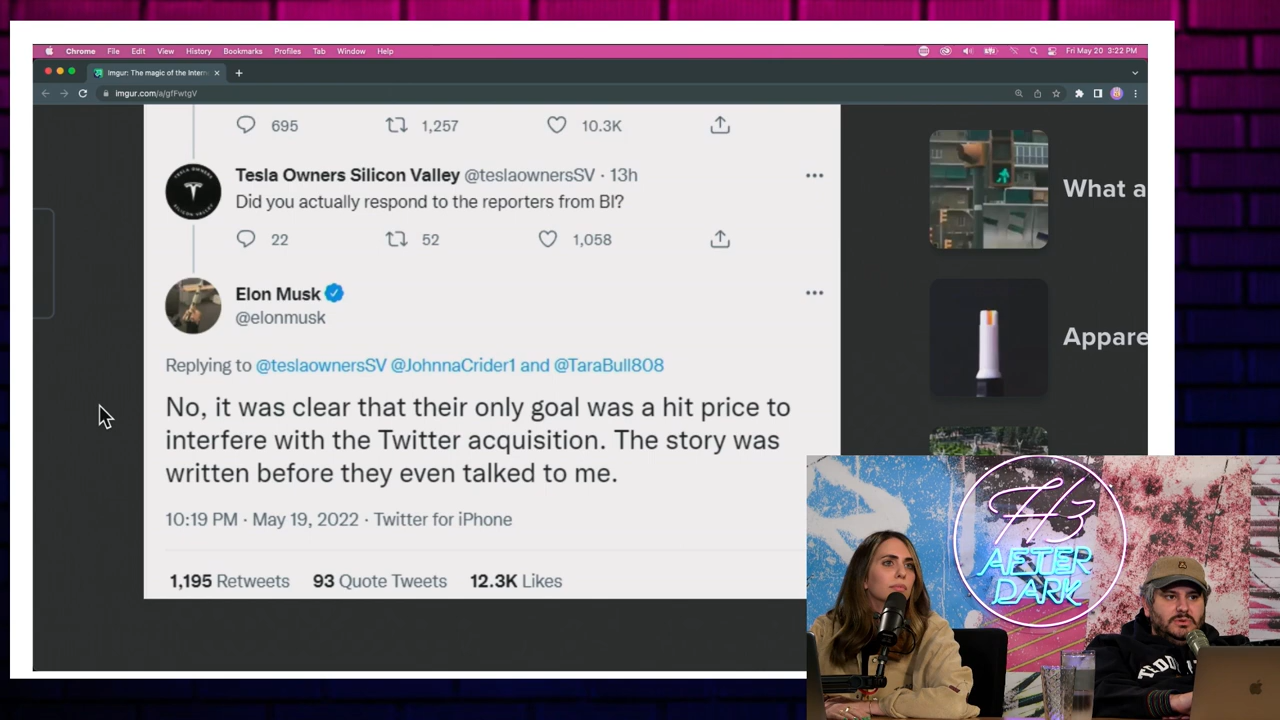 Chrome File Edit View History Bookmarks Profiles Tab Window Help
Fri May 20 3:22 PM
Imgur: The magic of the Intern
imgur.com/a/gfFwtgV
695 1,257 10.3K
Tesla Owners Silicon Valley @teslaownersSV · 13h
Did you actually respond to the reporters from BI?
22 52 1,058
Elon Musk
@elonmusk
Replying to @teslaownersSV @JohnnaCrider1 and @TaraBull808
No, it was clear that their only goal was a hit price to
interfere with the Twitter acquisition. The story was
written before they even talked to me.
10:19 PM · May 19, 2022 · Twitter for iPhone
1,195 Retweets 93 Quote Tweets 12.3K Likes
What a
Appare
H3
AFTER
DARK